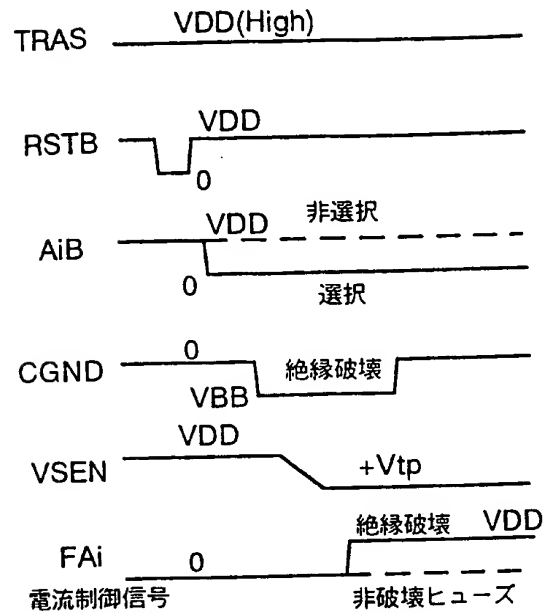 VDD(High)
TRAS
VDD
RSTB
0
VDD 非選択
AiB
0 選択
0
CGND 絶縁破壊
VBB
VDD
VSEN +Vtp
絶縁破壊 VDD
FAi 0
電流制御信号 非破壊ヒューズ